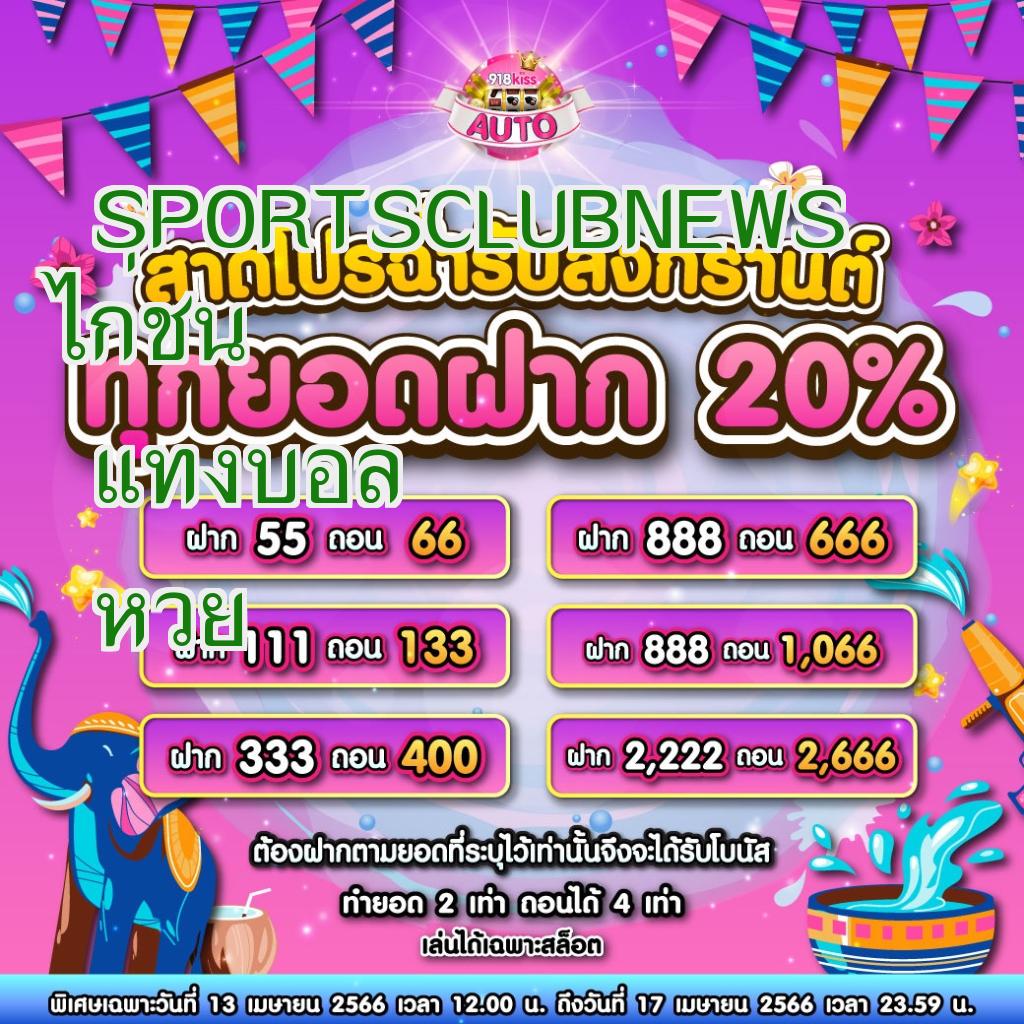 918kiss
AUTO
SPORTSCLUBNEWS
สาดโปรฉ่ำรับสงกรานต์
ไก่ชน
ทุกยอดฝาก 20%
แทงบอล
ฝาก 55 ถอน 66
ฝาก 888 ถอน 666
หวย
ฝาก 111 ถอน 133
ฝาก 888 ถอน 1,066
ฝาก 333 ถอน 400
ฝาก 2,222 ถอน 2,666
ต้องฝากตามยอดที่ระบุไว้เท่านั้นจึงจะได้รับโบนัส
ทำยอด 2 เท่า ถอนได้ 4 เท่า
เล่นได้เฉพาะสล็อต
พิเศษเฉพาะวันที่ 13 เมษายน 2566 เวลา 12.00 น. ถึงวันที่ 17 เมษายน 2566 เวลา 23.59 น.